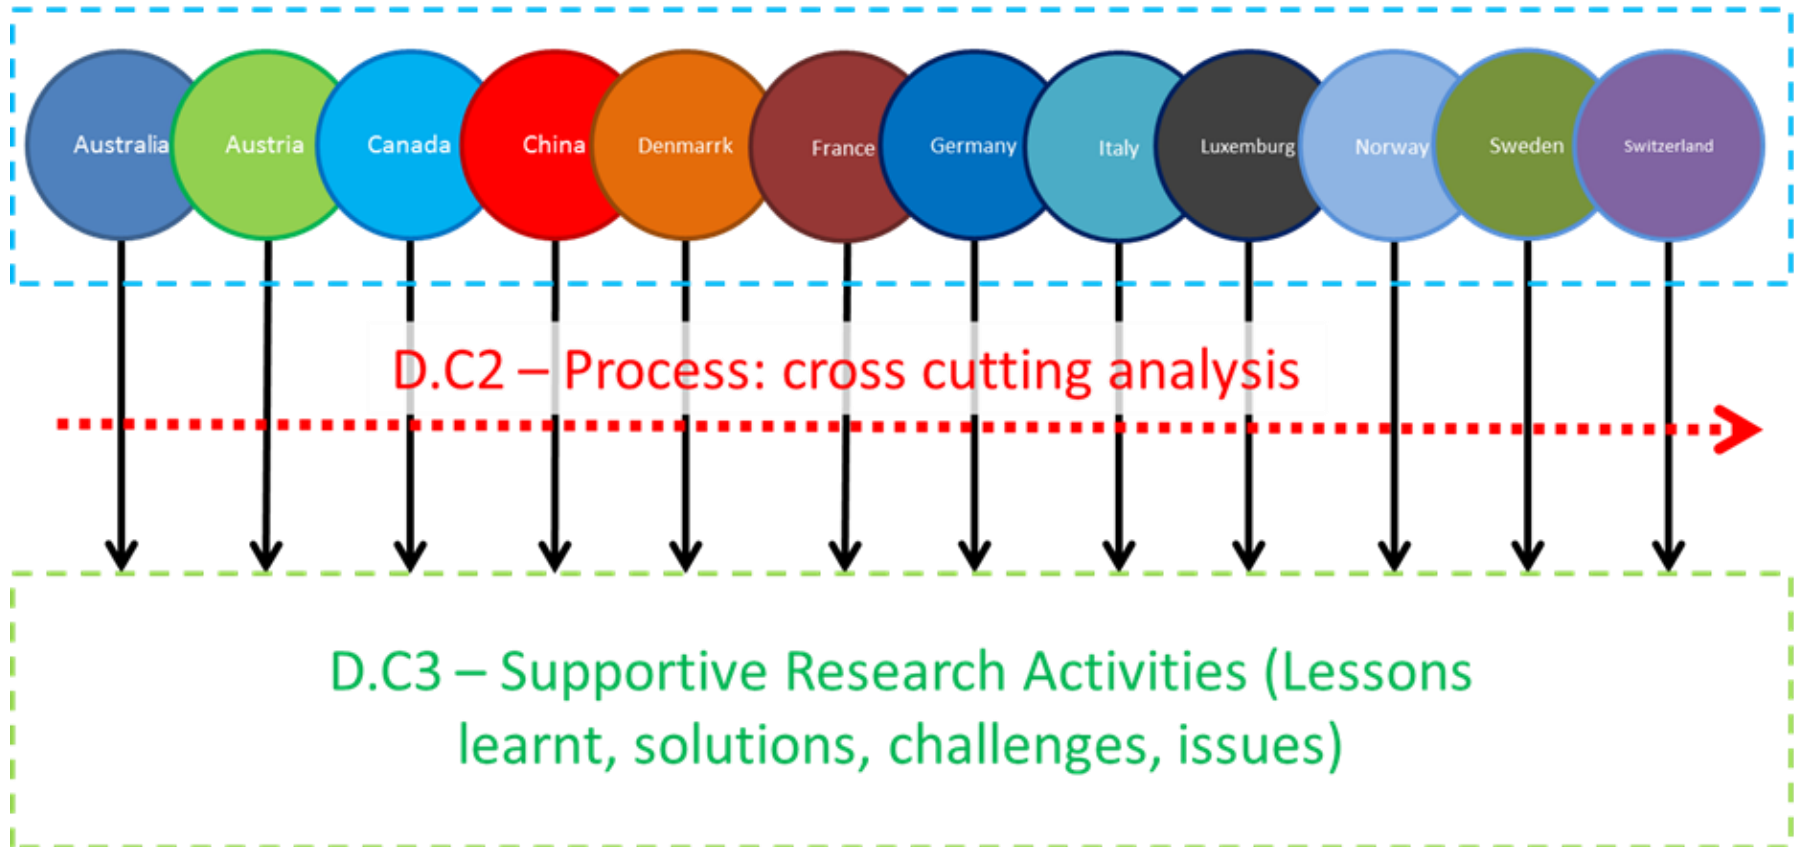 Australia
Austria
Canada
China
Denmarrk
France
Germany
Italy
Luxemburg
Norway
Sweden
Switzerland
D.C2 – Process: cross cutting analysis
D.C3 – Supportive Research Activities (Lessons
learnt, solutions, challenges, issues)